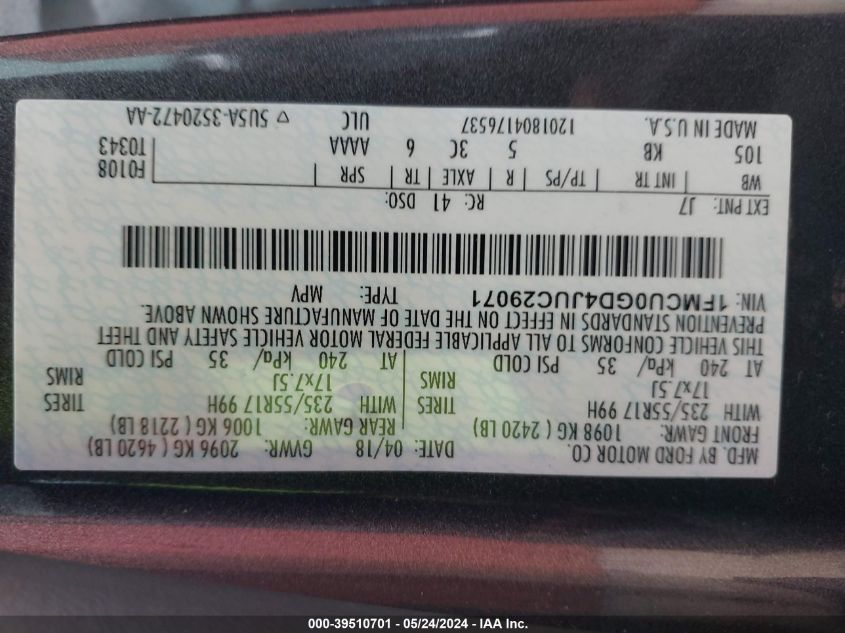 MFD. BY FORD MOTOR CO.
DATE: 04/18 GVWR: 2096 KG ( 4620 LB)
FRONT GAWR: 1098 KG ( 2420 LB) REAR GAWR: 1006 KG ( 2218 LB)
WITH 235/55R17 99H TIRES WITH 235/55R17 99H TIRES
17x7.5J RIMS 17x7.5J RIMS
AT 240 kPa/ 35 PSI COLD AT 240 kPa/ 35 PSI COLD
THIS VEHICLE CONFORMS TO ALL APPLICABLE FEDERAL MOTOR VEHICLE SAFETY AND THEFT
PREVENTION STANDARDS IN EFFECT ON THE DATE OF MANUFACTURE SHOWN ABOVE.
VIN: 1FMCU0GD4JUC29071 TYPE: MPV
EXT PNT: J7 RC: 41 DSO:
WB INT TR TP/PS R AXLE TR SPR F0108
105 KB 5 3C 6 AAAA T0343
MADE IN U.S.A. 1201804176537 ULC ▽ 5USA-3520472-AA
000-39510701 - 05/24/2024 - IAA Inc.